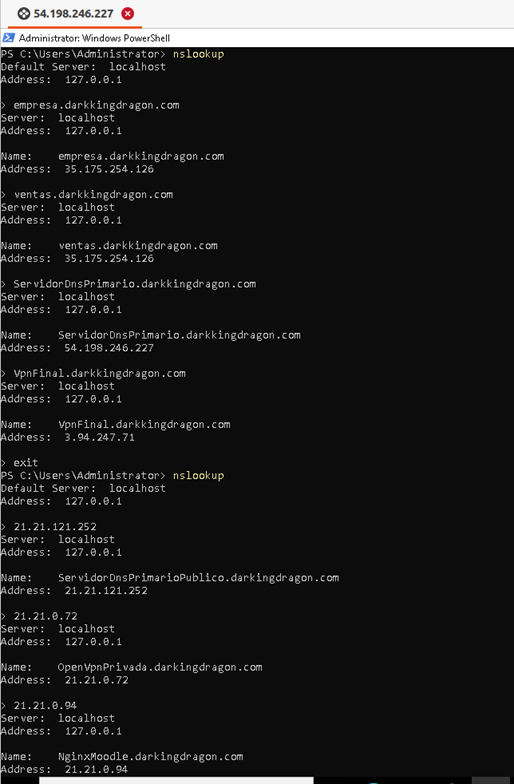 54.198.246.227
Administrator: Windows PowerShell
PS C:\Users\Administrator> nslookup
Default Server:  localhost
Address:  127.0.0.1
> empresa.darkkingdragon.com
Server:  localhost
Address:  127.0.0.1
Name:    empresa.darkkingdragon.com
Address:  35.175.254.126
> ventas.darkkingdragon.com
Server:  localhost
Address:  127.0.0.1
Name:    ventas.darkkingdragon.com
Address:  35.175.254.126
> ServidorDnsPrimario.darkkingdragon.com
Server:  localhost
Address:  127.0.0.1
Name:    ServidorDnsPrimario.darkkingdragon.com
Address:  54.198.246.227
> VpnFinal.darkkingdragon.com
Server:  localhost
Address:  127.0.0.1
Name:    VpnFinal.darkkingdragon.com
Address:  3.94.247.71
> exit
PS C:\Users\Administrator> nslookup
Default Server:  localhost
Address:  127.0.0.1
> 21.21.121.252
Server:  localhost
Address:  127.0.0.1
Name:    ServidorDnsPrimarioPublico.darkingdragon.com
Address:  21.21.121.252
> 21.21.0.72
Server:  localhost
Address:  127.0.0.1
Name:    OpenVpnPrivada.darkingdragon.com
Address:  21.21.0.72
> 21.21.0.94
Server:  localhost
Address:  127.0.0.1
Name:    NginxMoodle.darkingdragon.com
Address:  21.21.0.94